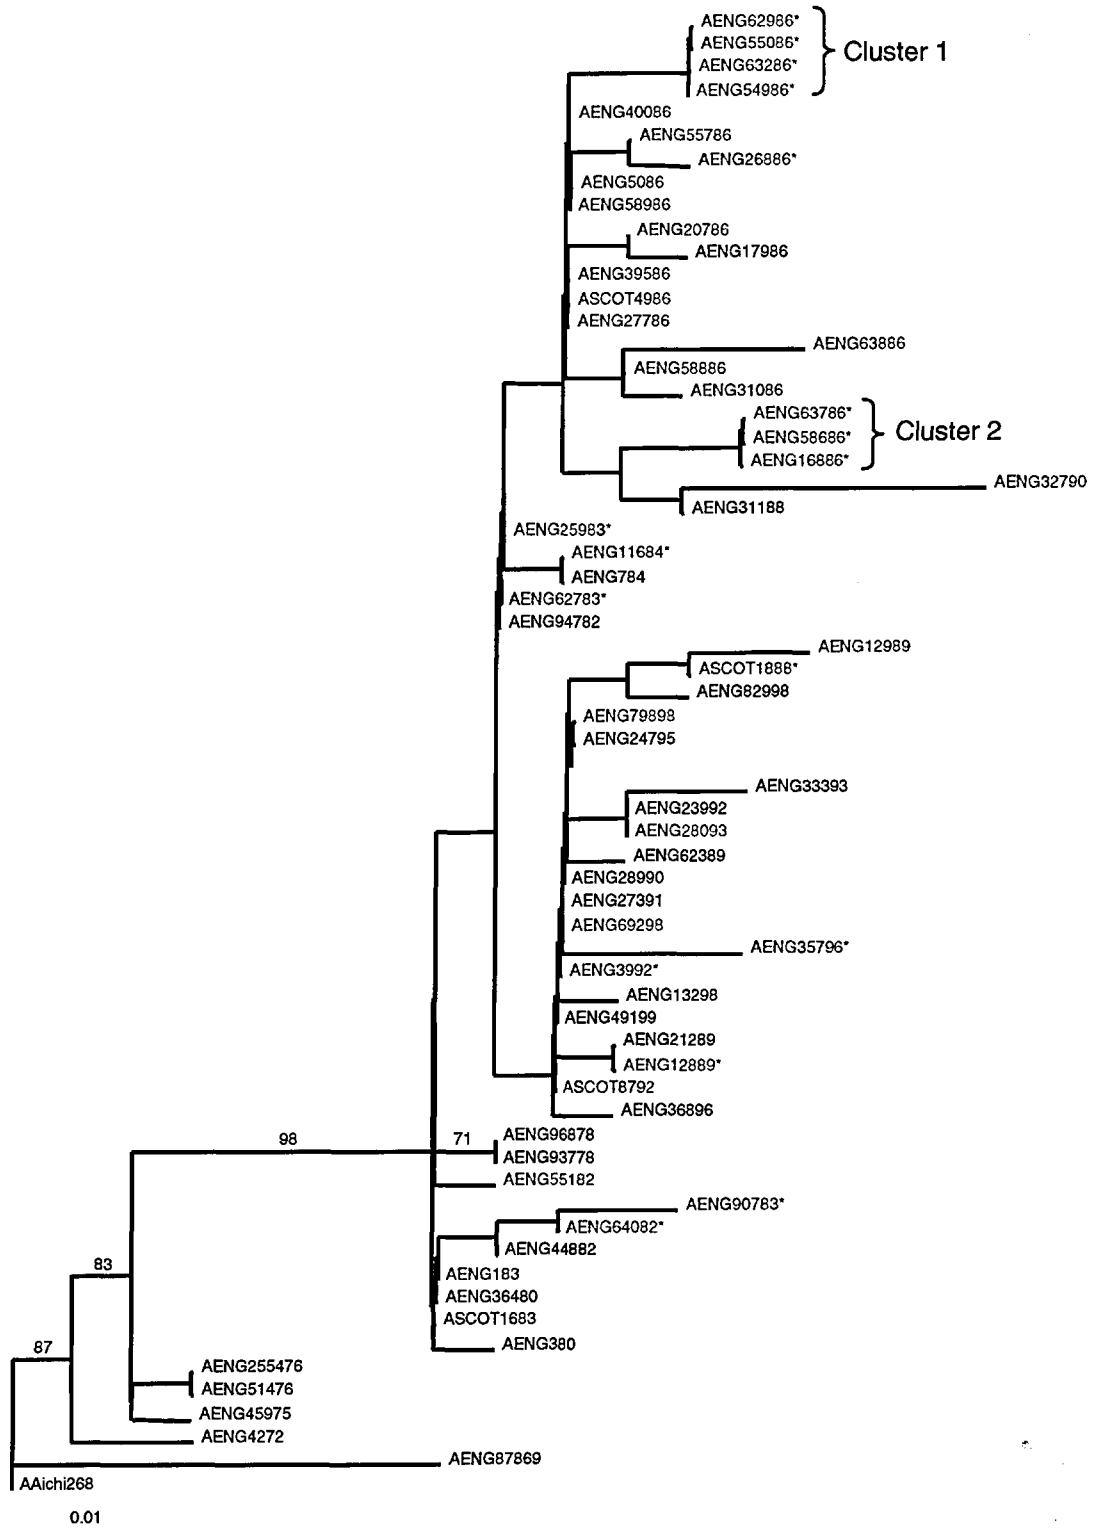 AENG62986*
AENG55086*
Cluster 1
AENG63286*
AENG54986*
AENG40086
AENG55786
AENG26886*
AENG5086
AENG58986
AENG20786
AENG17986
AENG39586
ASCOT4986
AENG27786
AENG63886
AENG58886
AENG31086
AENG63786*
AENG58686*
Cluster 2
AENG16886*
AENG32790
AENG31188
AENG25983*
AENG11684*
AENG784
AENG62783*
AENG94782
AENG12989
ASCOT1888*
AENG82998
AENG79898
AENG24795
AENG33393
AENG23992
AENG28093
AENG62389
AENG28990
AENG27391
AENG69298
AENG35796*
AENG3992*
AENG13298
AENG49199
AENG21289
AENG12889*
ASCOT8792
AENG36896
98
71
AENG96878
AENG93778
AENG55182
AENG90783*
AENG64082*
AENG44882
83
AENG183
AENG36480
ASCOT1683
AENG380
87
AENG255476
AENG51476
AENG45975
AENG4272
AENG87869
AAichi268
0.01